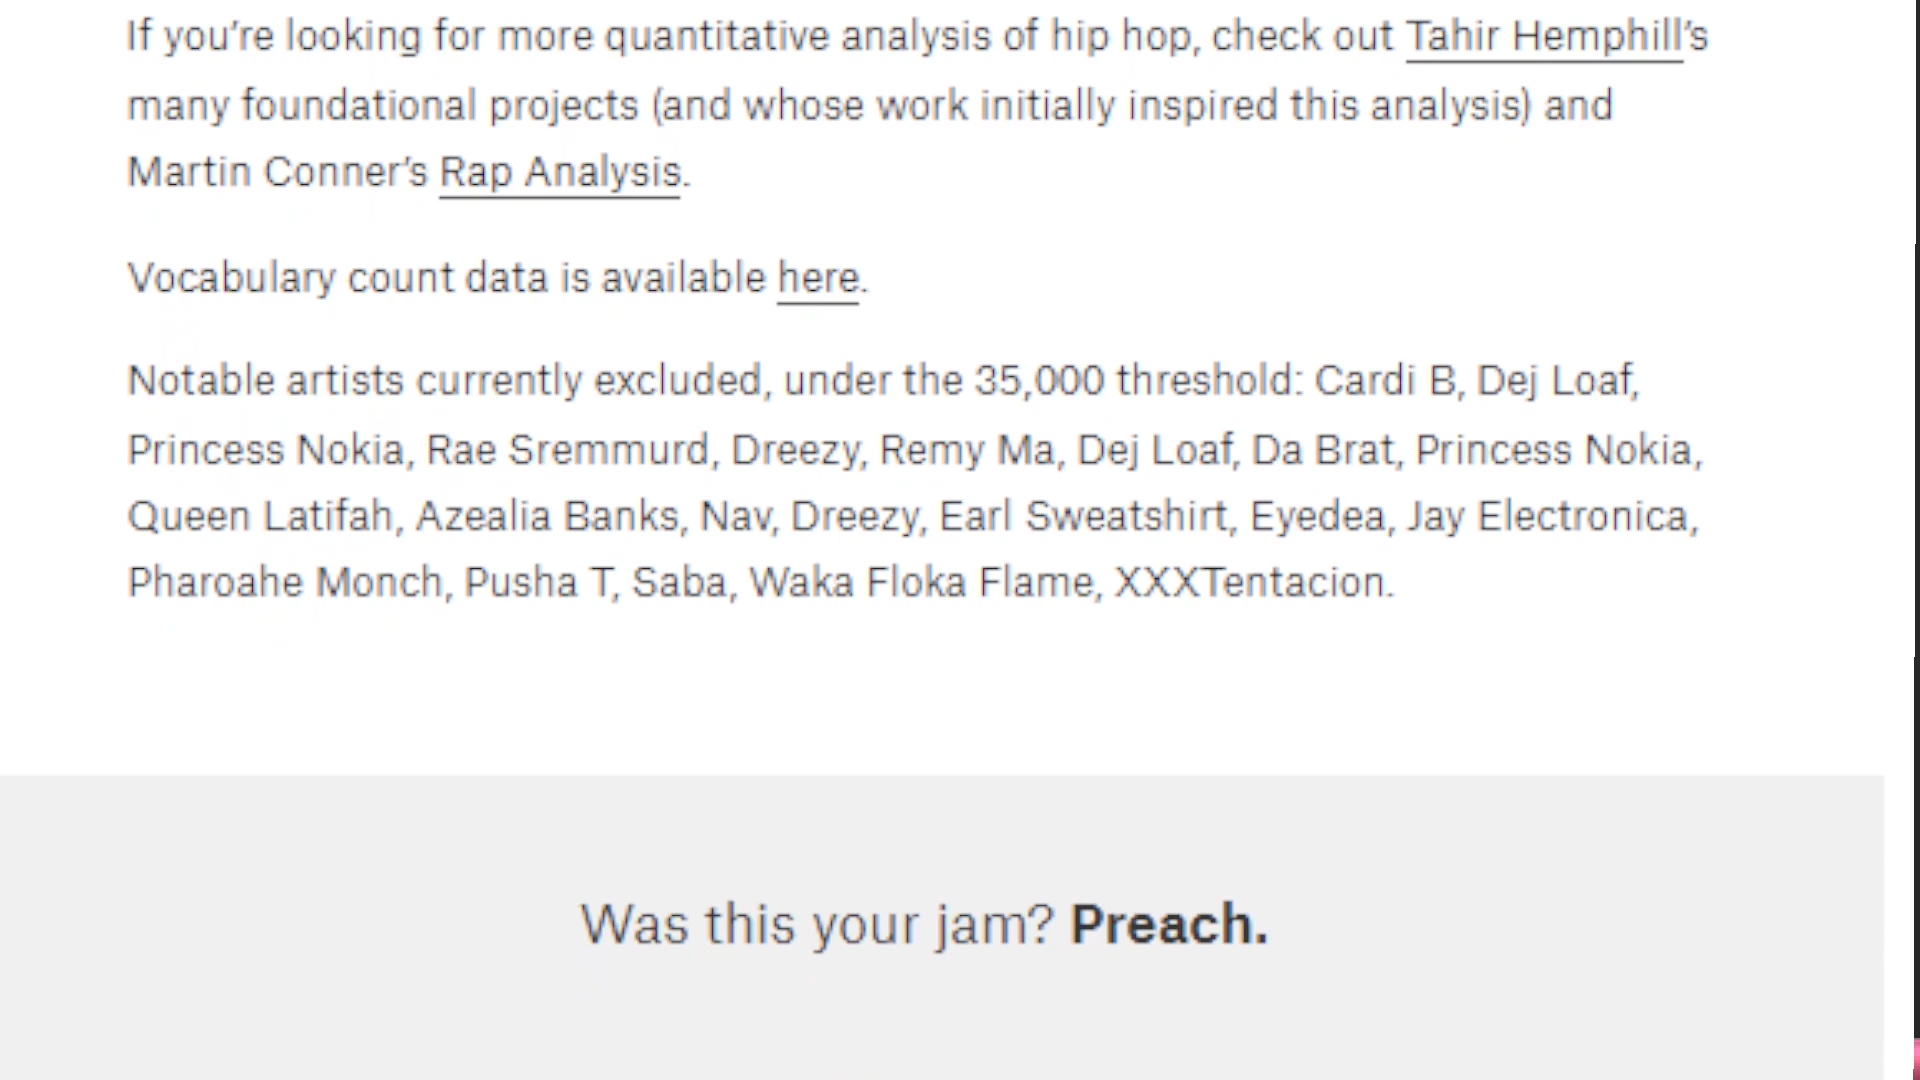 If you’re looking for more quantitative analysis of hip hop, check out Tahir Hemphill’s
many foundational projects (and whose work initially inspired this analysis) and
Martin Conner’s Rap Analysis.
Vocabulary count data is available here.
Notable artists currently excluded, under the 35,000 threshold: Cardi B, Dej Loaf,
Princess Nokia, Rae Sremmurd, Dreezy, Remy Ma, Dej Loaf, Da Brat, Princess Nokia,
Queen Latifah, Azealia Banks, Nav, Dreezy, Earl Sweatshirt, Eyedea, Jay Electronica,
Pharoahe Monch, Pusha T, Saba, Waka Floka Flame, XXXTentacion.
Was this your jam? Preach.